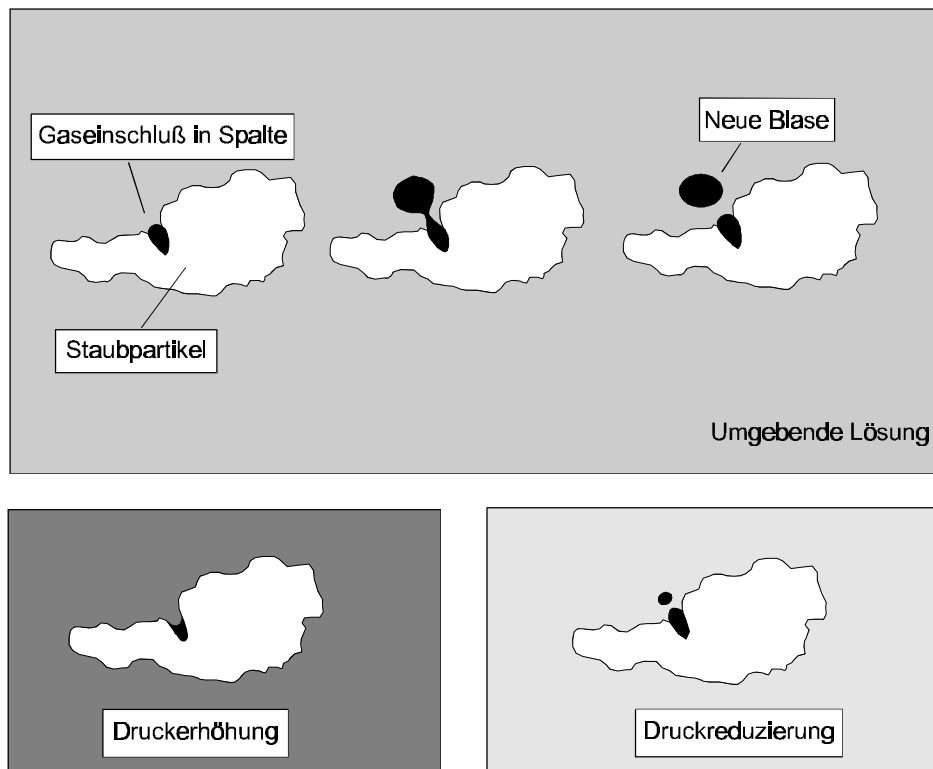 Gaseinschluß in Spalte
Neue Blase
Staubpartikel
Umgebende Lösung
Druckerhöhung
Druckreduzierung